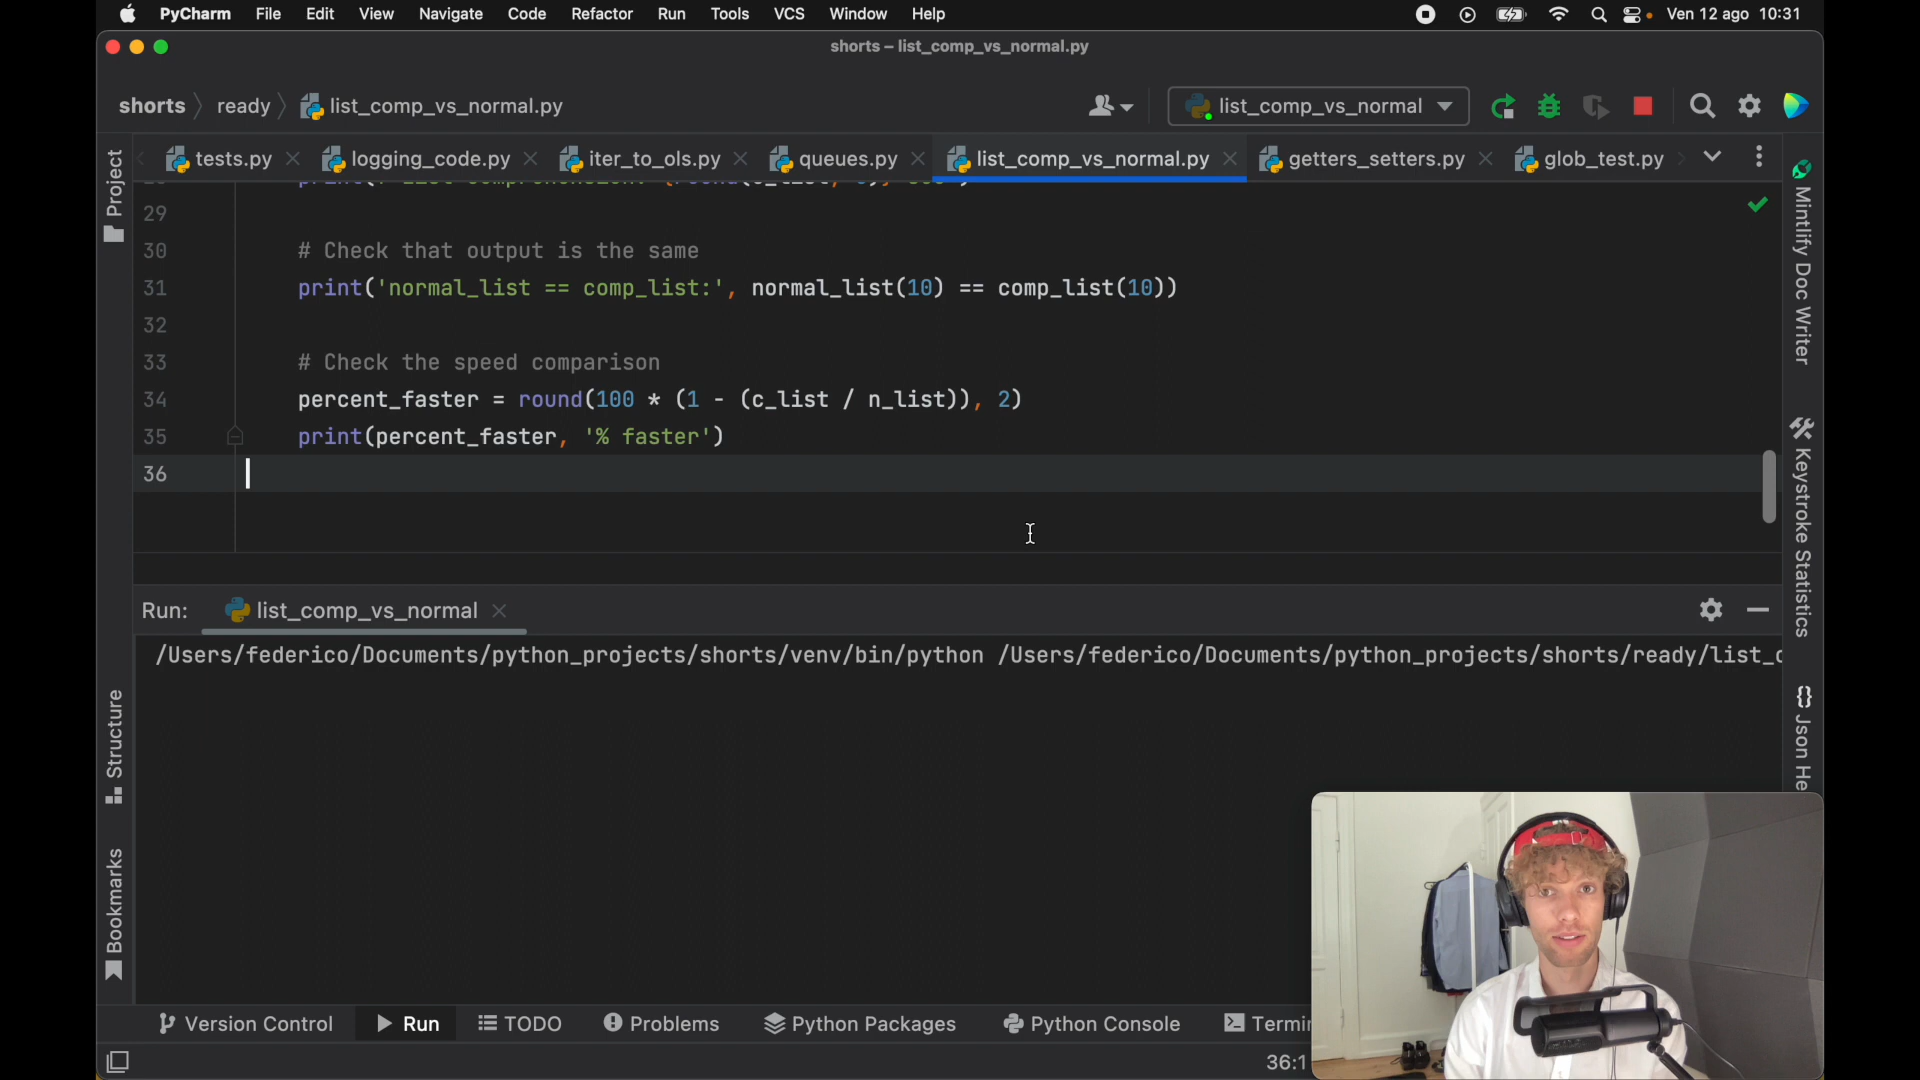 PyCharm File Edit View Navigate Code Refactor Run Tools VCS Window Help Ven 12 ago 10:31
shorts – list_comp_vs_normal.py
shorts ready list_comp_vs_normal.py list_comp_vs_normal
tests.py logging_code.py iter_to_ols.py queues.py list_comp_vs_normal.py getters_setters.py glob_test.py
29
30 # Check that output is the same
31 print('normal_list == comp_list:', normal_list(10) == comp_list(10))
32
33 # Check the speed comparison
34 percent_faster = round(100 * (1 - (c_list / n_list)), 2)
35 print(percent_faster, '% faster')
36
Run: list_comp_vs_normal
/Users/federico/Documents/python_projects/shorts/venv/bin/python /Users/federico/Documents/python_projects/shorts/ready/list_c
Project
Structure
Bookmarks
Mintlify Doc Writer
Keystroke Statistics
Json He
Version Control Run TODO Problems Python Packages Python Console Termin
36:1